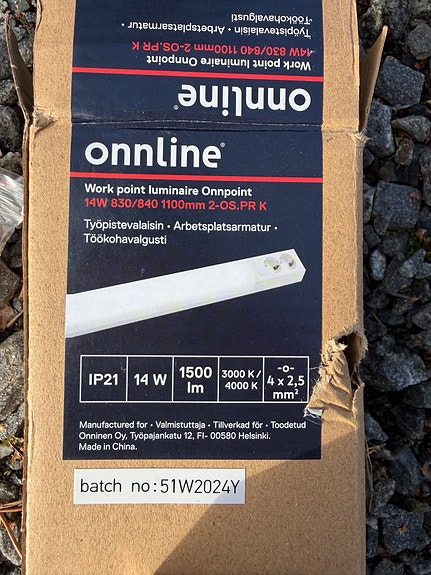 Töökohavalgusti
Työpistevalaisin • Arbetsplatsarmatur •
14W 830/840 1100mm 2-OS.PR K
Work point luminaire Onnpoint
onnline®
onnline®
Work point luminaire Onnpoint
14W 830/840 1100mm 2-OS.PR K
Työpistevalaisin • Arbetsplatsarmatur •
Töökohavalgusti
IP21 14 W 1500 lm 3000 K / 4000 K -o- 4 x 2,5 mm²
Manufactured for • Valmistuttaja • Tillverkad för • Toodetud
Onninen Oy, Työpajankatu 12, FI- 00580 Helsinki.
Made in China.
batch no:51W2024Y